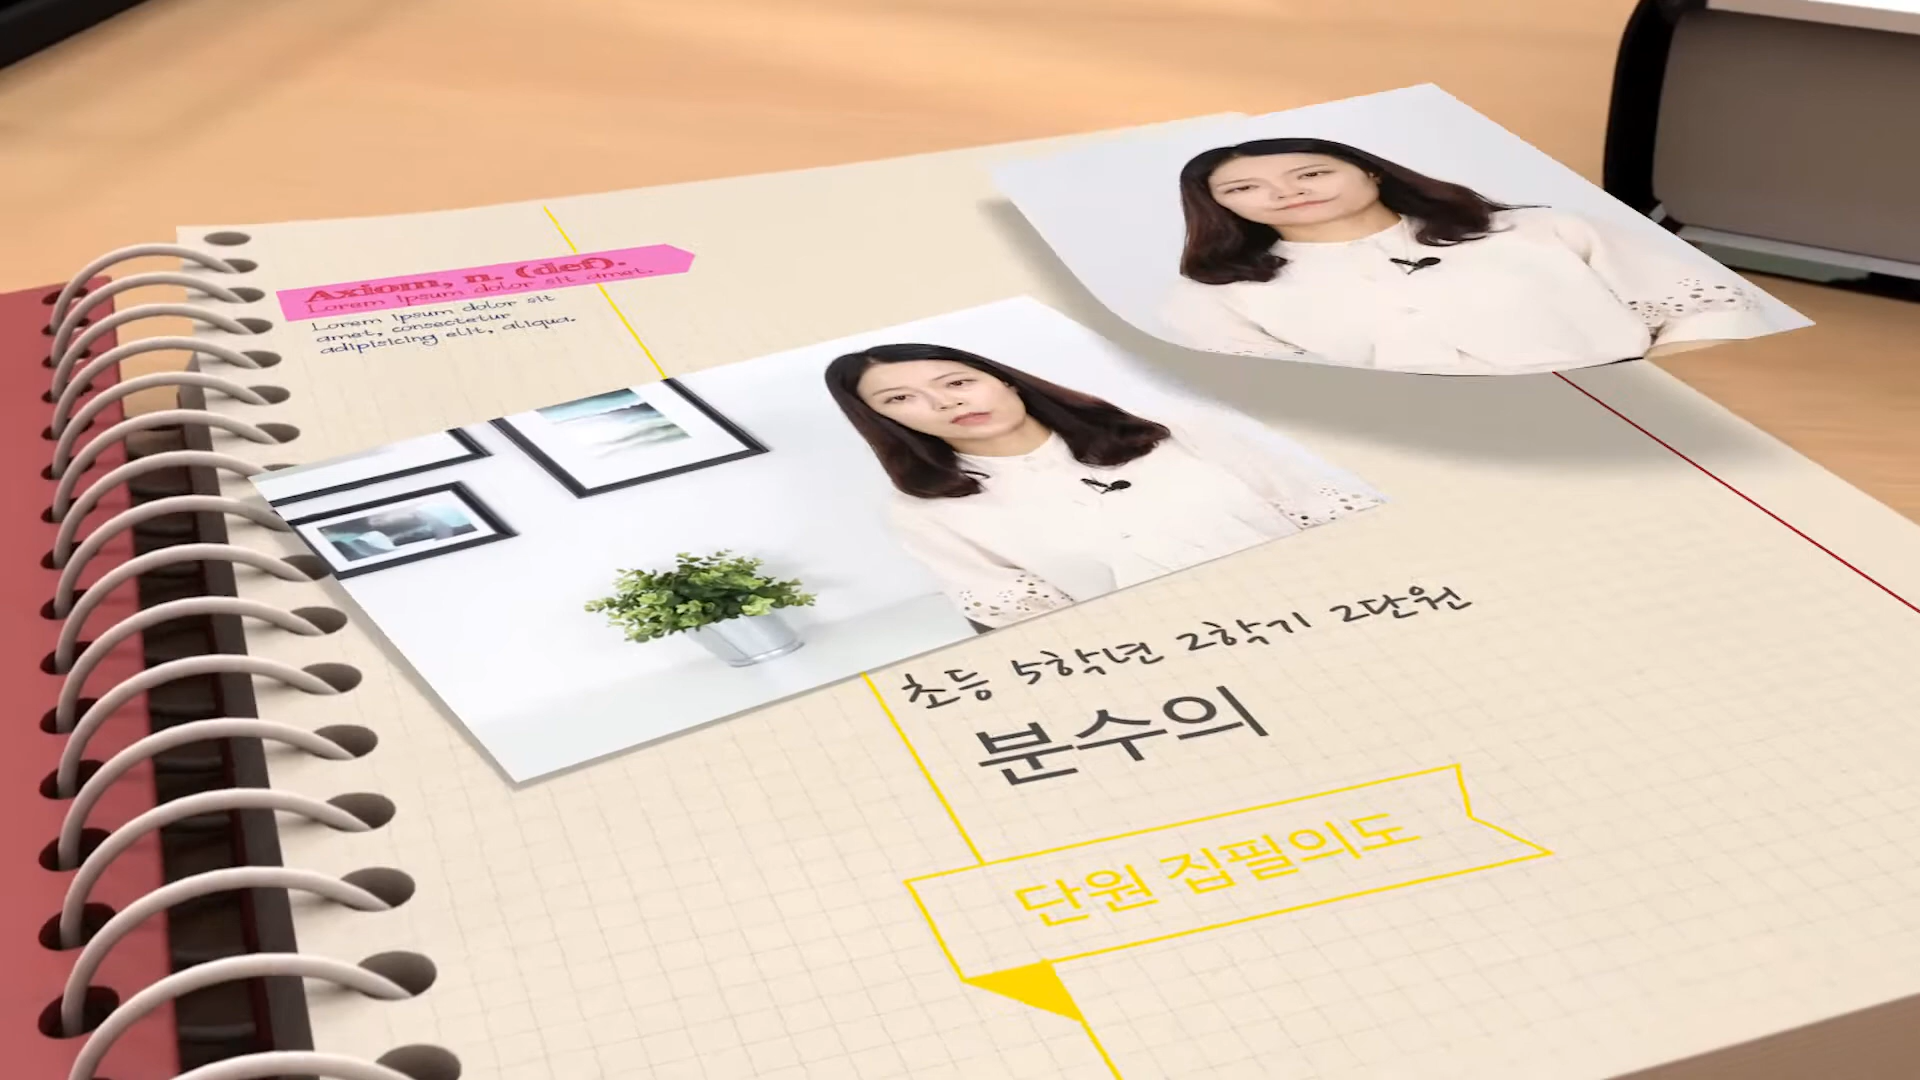 Axiom, n. (def).
Lorem ipsum dolor sit amet.
Lorem ipsum dolor sit
amet, consectetur
adipisicing elit, aliqua.
초등 5학년 2학기 2단원
분수의
단원 집필의도